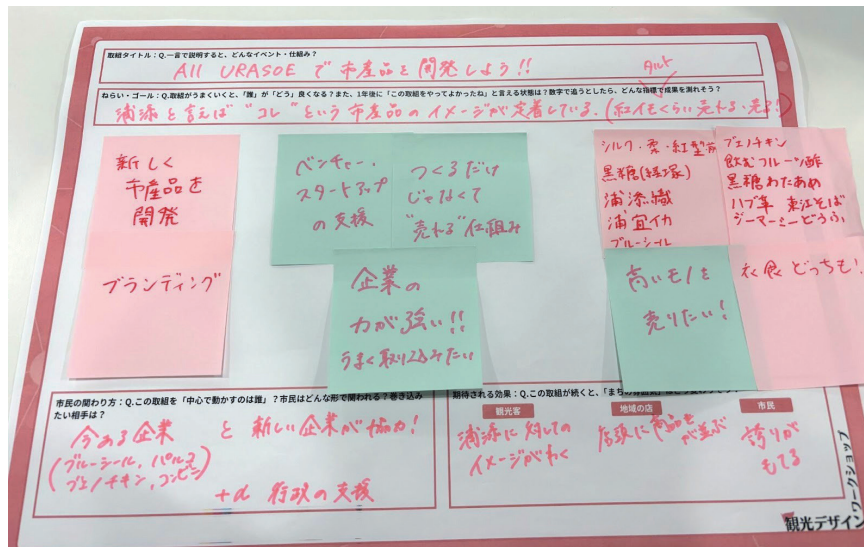 取組タイトル：Q.一言で説明すると、どんなイベント・仕組み？
All URASOE で市産品を開発しよう!!
ねらい・ゴール：Q.取組がうまくいくと、「誰」が「どう」良くなる？また、1年後に「この取組をやってよかったね」と言える状態は？数字で追うとしたら、どんな指標で成果を測れそう？
タルト
浦添と言えば"コレ"という市産品のイメージが定着している。(紅イモくらい売れる・売る!)
新しく
市産品を
開発
ブランディング
ベンチャー、
スタートアップ
の支援
つくるだけ
じゃなくて
"売れる"仕組み
企業の
力が強い!!
うまく取り込みたい
シルク・桑・紅型
黒糖(経塚)
浦添織
浦宜イカ
ブルーシール
ブエノチキン
飲むフルーツ酢
黒糖わたあめ
ハブ革 東江そば
ジーマーミーどうふ
高いモノを
売りたい!
衣食どっちも!
市民の関わり方：Q.この取組を「中心で動かすのは誰」？市民はどんな形で関われる？巻き込み
たい相手は？
今ある企業 と 新しい企業が協力!
(ブルーシール、パルコ
ブエノチキン、コンビニ)
+α 行政の支援
期待される効果：Q.この取組が続くと、「まちの
観光客
浦添に対しての
イメージがわく
地域の店
店頭に商品が並ぶ
市民
誇りが
もてる
観光デザイン
ワークショップ